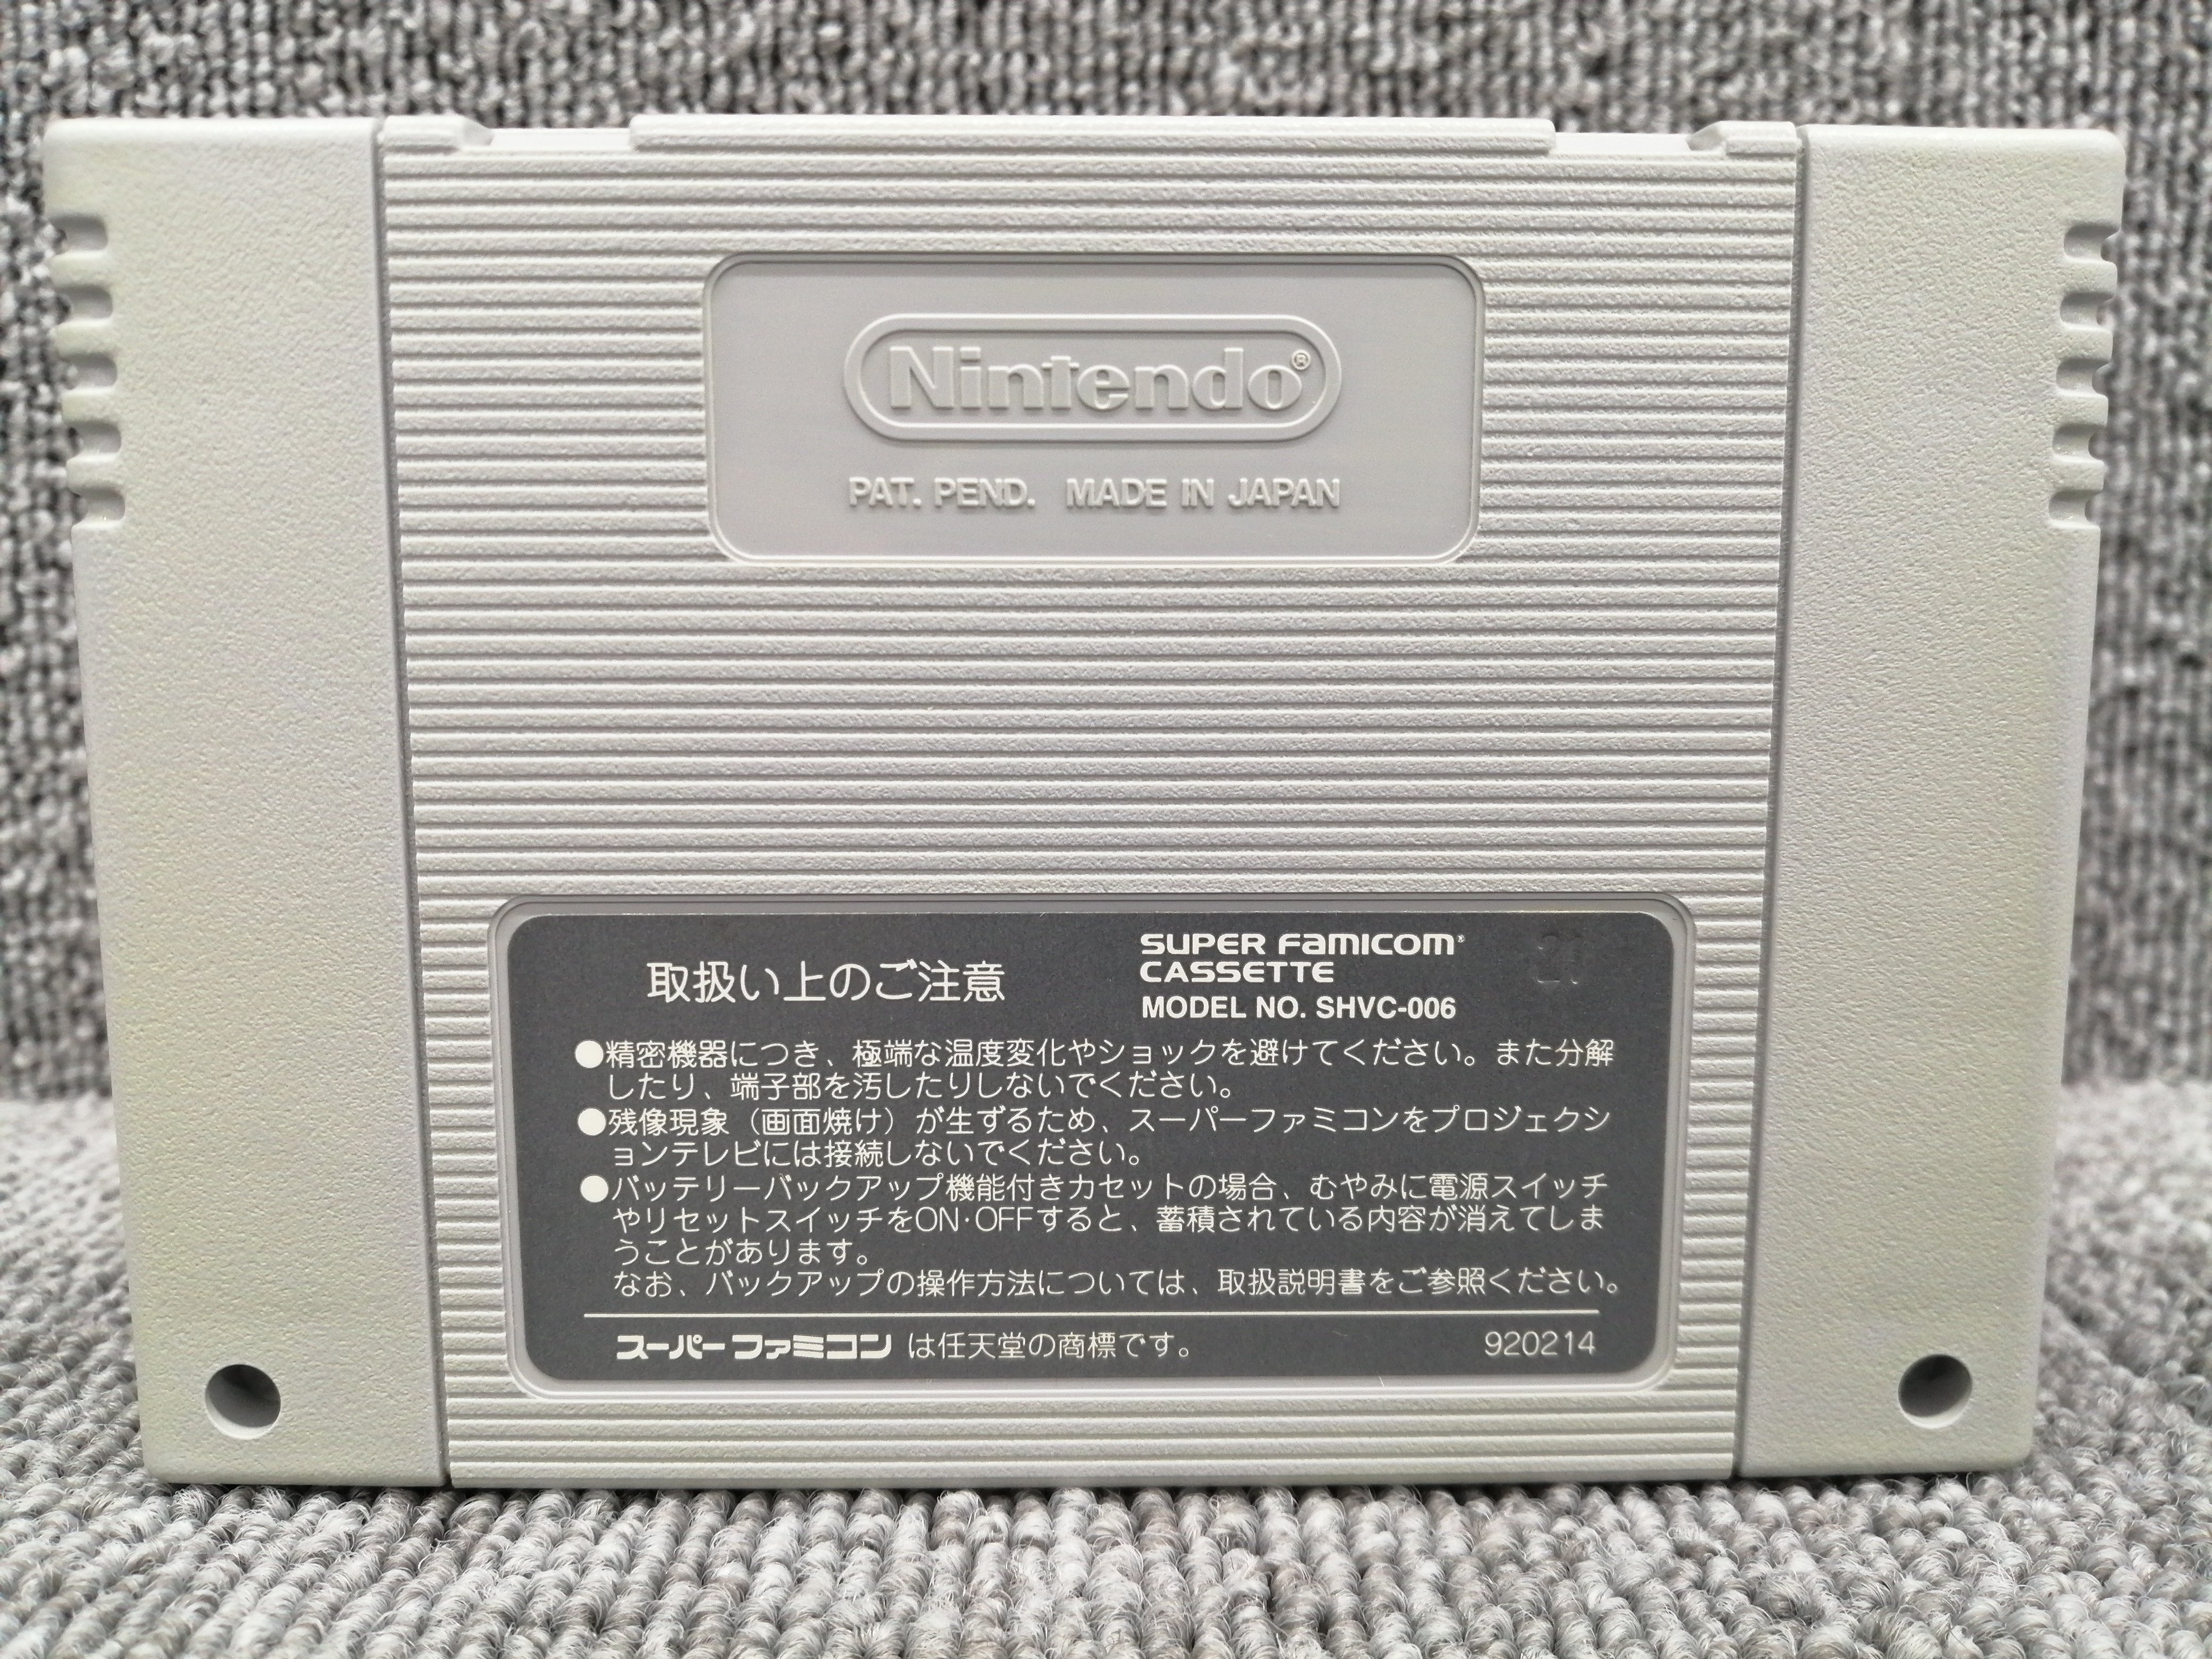 Nintendo®
PAT. PEND. MADE IN JAPAN
取扱い上のご注意
SUPER FAMICOM®
CASSETTE
MODEL NO. SHVC-006
●精密機器につき、極端な温度変化やショックを避けてください。また分解
したり、端子部を汚したりしないでください。
●残像現象（画面焼け）が生ずるため、スーパーファミコンをプロジェクシ
ョンテレビには接続しないでください。
●バッテリーバックアップ機能付きカセットの場合、むやみに電源スイッチ
やリセットスイッチをON·OFFすると、蓄積されている内容が消えてしま
うことがあります。
なお、バックアップの操作方法については、取扱説明書をご参照ください。
スーパーファミコン は任天堂の商標です。
920214